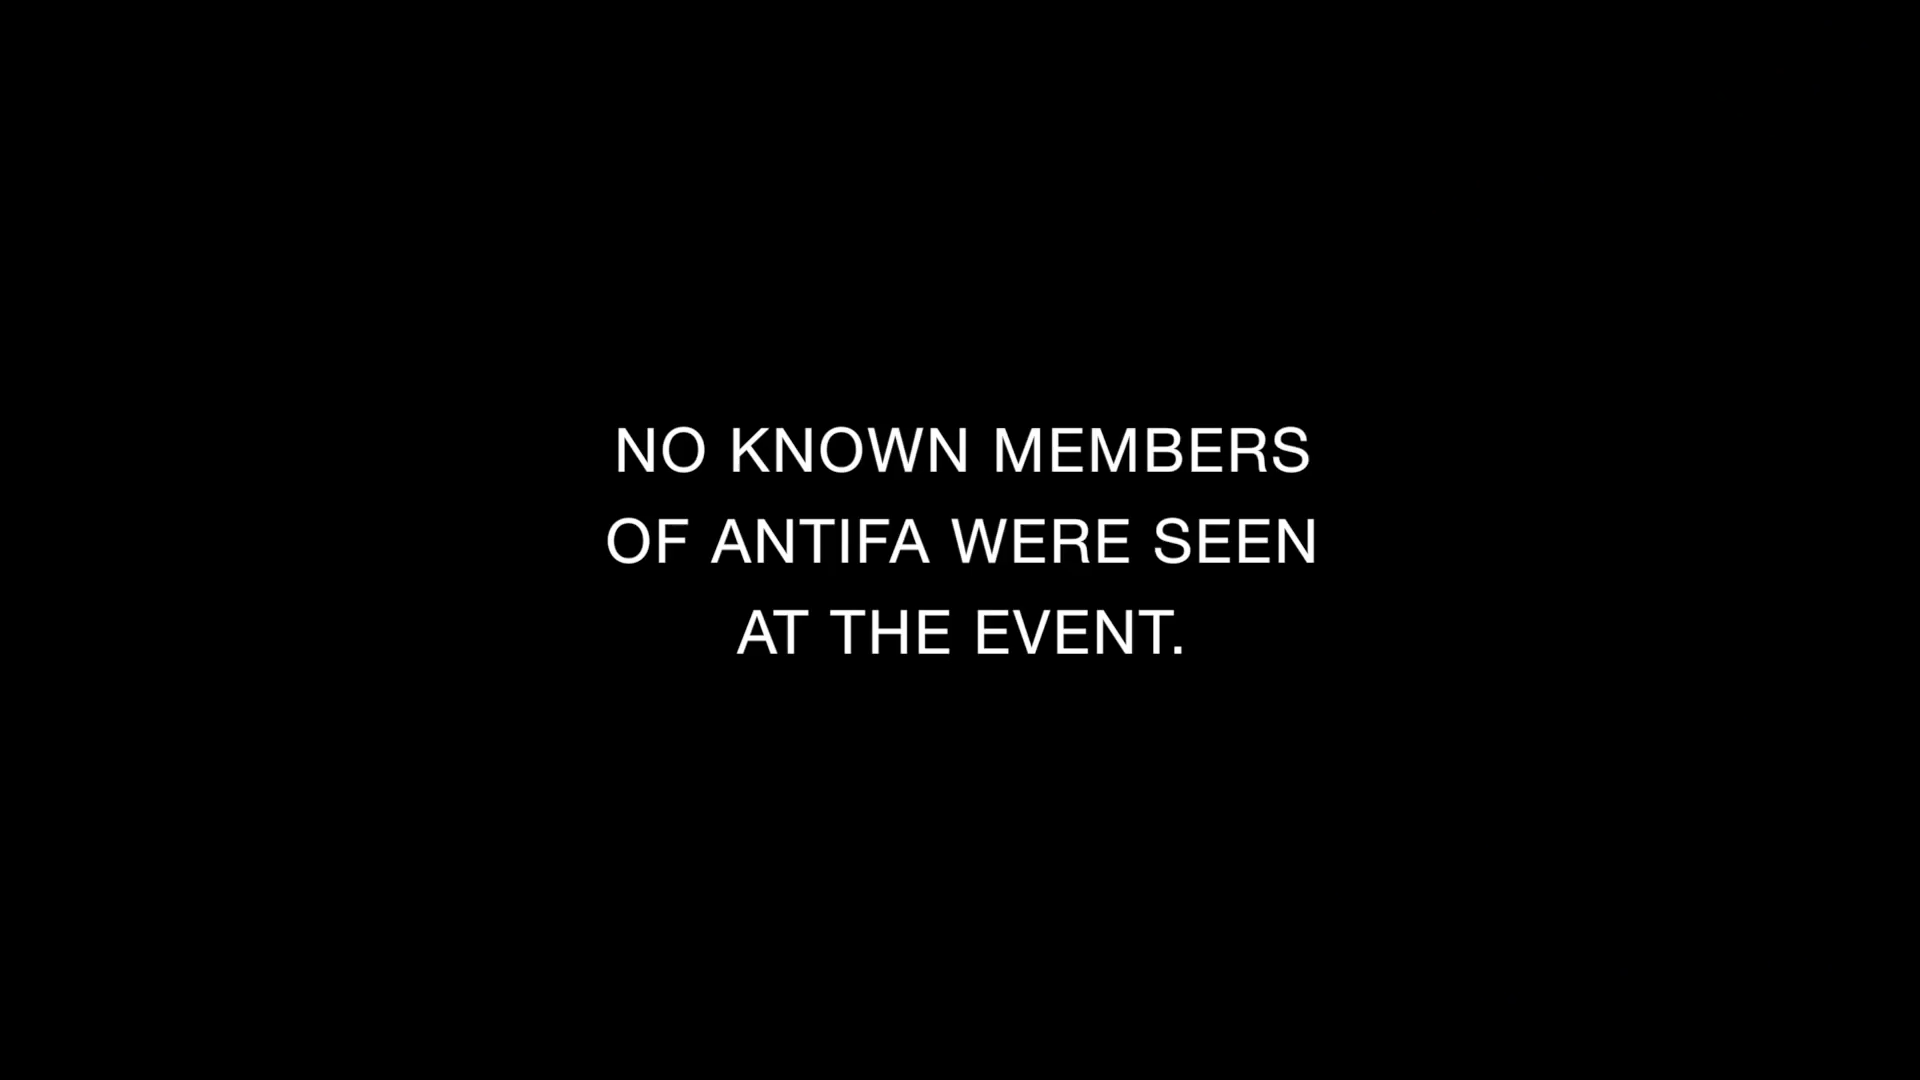 NO KNOWN MEMBERS
OF ANTIFA WERE SEEN
AT THE EVENT.